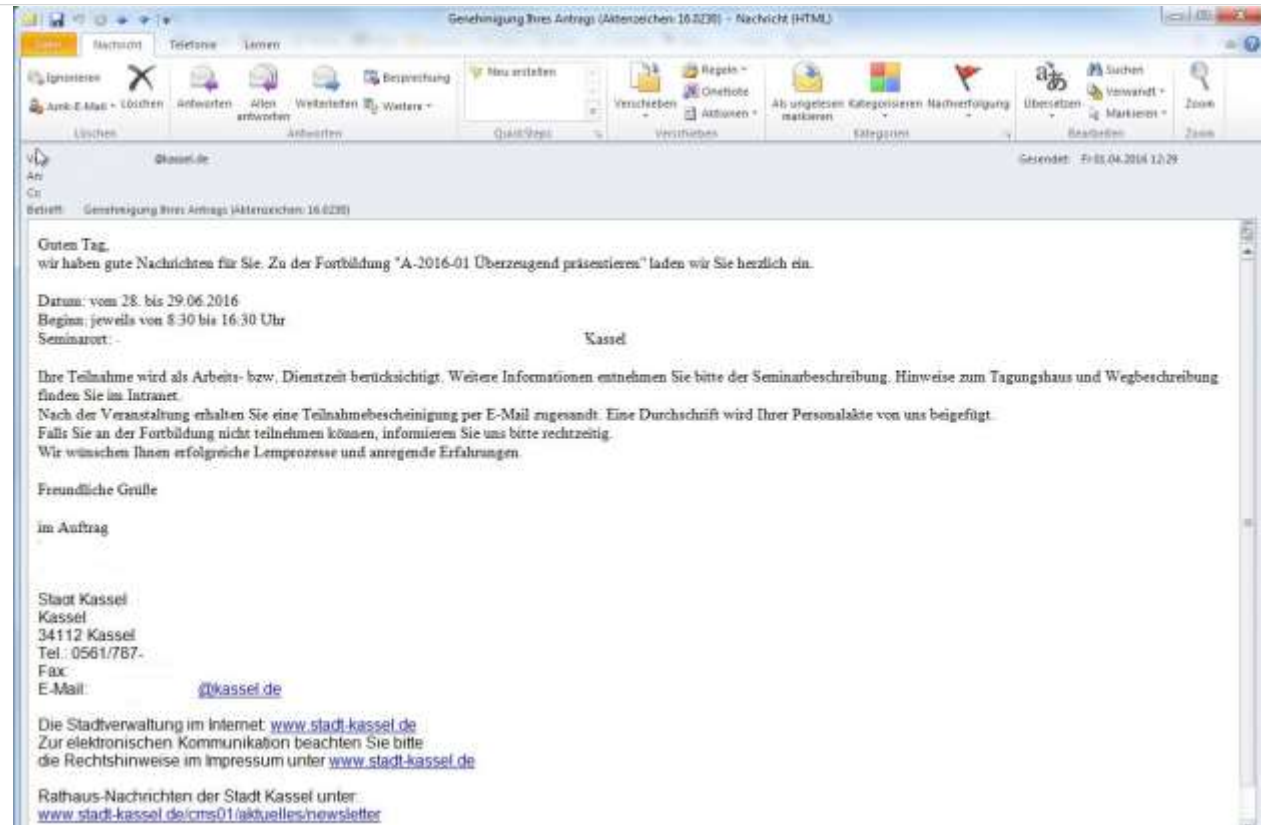 Genehmigung Ihres Antrags (Aktenzeichen: 16.0230) - Nachricht (HTML)
Datei Nachricht Telefonie Lernen
Ignorieren
Junk-E-Mail Löschen Antworten Allen antworten Weiterleiten Besprechung Weitere
Neu erstellen
Verschieben Regeln OneNote Aktionen
Als ungelesen markieren Kategorisieren Nachverfolgung
Übersetzen Suchen Verwandt Markieren Zoom
Löschen Antworten QuickSteps Verschieben Kategorien Bearbeiten Zoom
@kassel.de Gesendet: Fr 01.04.2016 12:29
An:
Cc:
Betreff: Genehmigung Ihres Antrags (Aktenzeichen: 16.0230)
Guten Tag,
wir haben gute Nachrichten für Sie. Zu der Fortbildung "A-2016-01 Überzeugend präsentieren" laden wir Sie herzlich ein.
Datum: vom 28. bis 29.06.2016
Beginn: jeweils von 8:30 bis 16:30 Uhr
Seminarort: Kassel
Ihre Teilnahme wird als Arbeits- bzw. Dienstzeit berücksichtigt. Weitere Informationen entnehmen Sie bitte der Seminarbeschreibung. Hinweise zum Tagungshaus und Wegbeschreibung
finden Sie im Intranet.
Nach der Veranstaltung erhalten Sie eine Teilnahmebescheinigung per E-Mail zugesandt. Eine Durchschrift wird Ihrer Personalakte von uns beigefügt.
Falls Sie an der Fortbildung nicht teilnehmen können, informieren Sie uns bitte rechtzeitig.
Wir wünschen Ihnen erfolgreiche Lernprozesse und anregende Erfahrungen.
Freundliche Grüße
im Auftrag
Stadt Kassel
Kassel
34112 Kassel
Tel.: 0561/787-
Fax:
E-Mail: @kassel.de
Die Stadtverwaltung im Internet: www.stadt-kassel.de
Zur elektronischen Kommunikation beachten Sie bitte
die Rechtshinweise im Impressum unter www.stadt-kassel.de
Rathaus-Nachrichten der Stadt Kassel unter:
www.stadt-kassel.de/cms01/aktuelles/newsletter